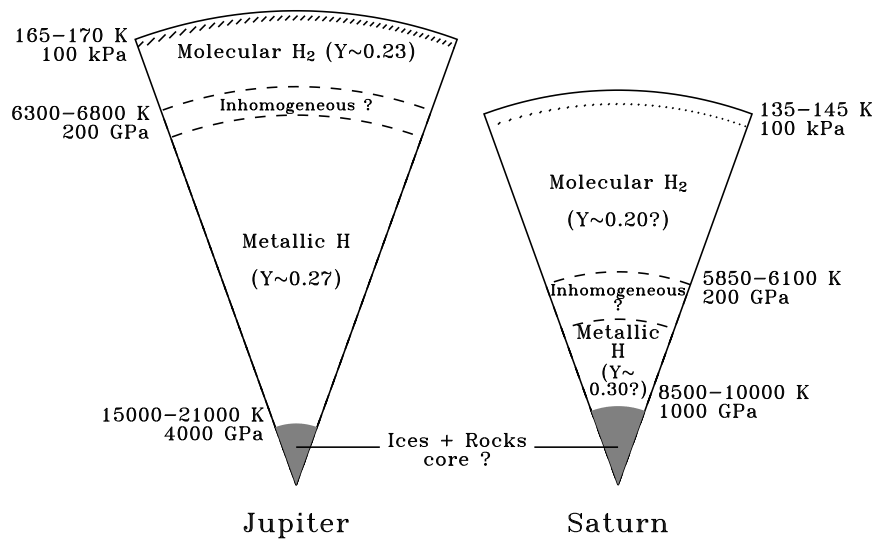 165−170 K
100 kPa
Molecular H₂ (Y~0.23)
Inhomogeneous ?
6300−6800 K
200 GPa
Metallic H
(Y~0.27)
15000−21000 K
4000 GPa
Ices + Rocks
core ?
Jupiter
135−145 K
100 kPa
Molecular H₂
(Y~0.20?)
5850−6100 K
200 GPa
Inhomogeneous
?
Metallic
H
(Y~
0.30?)
8500−10000 K
1000 GPa
Saturn